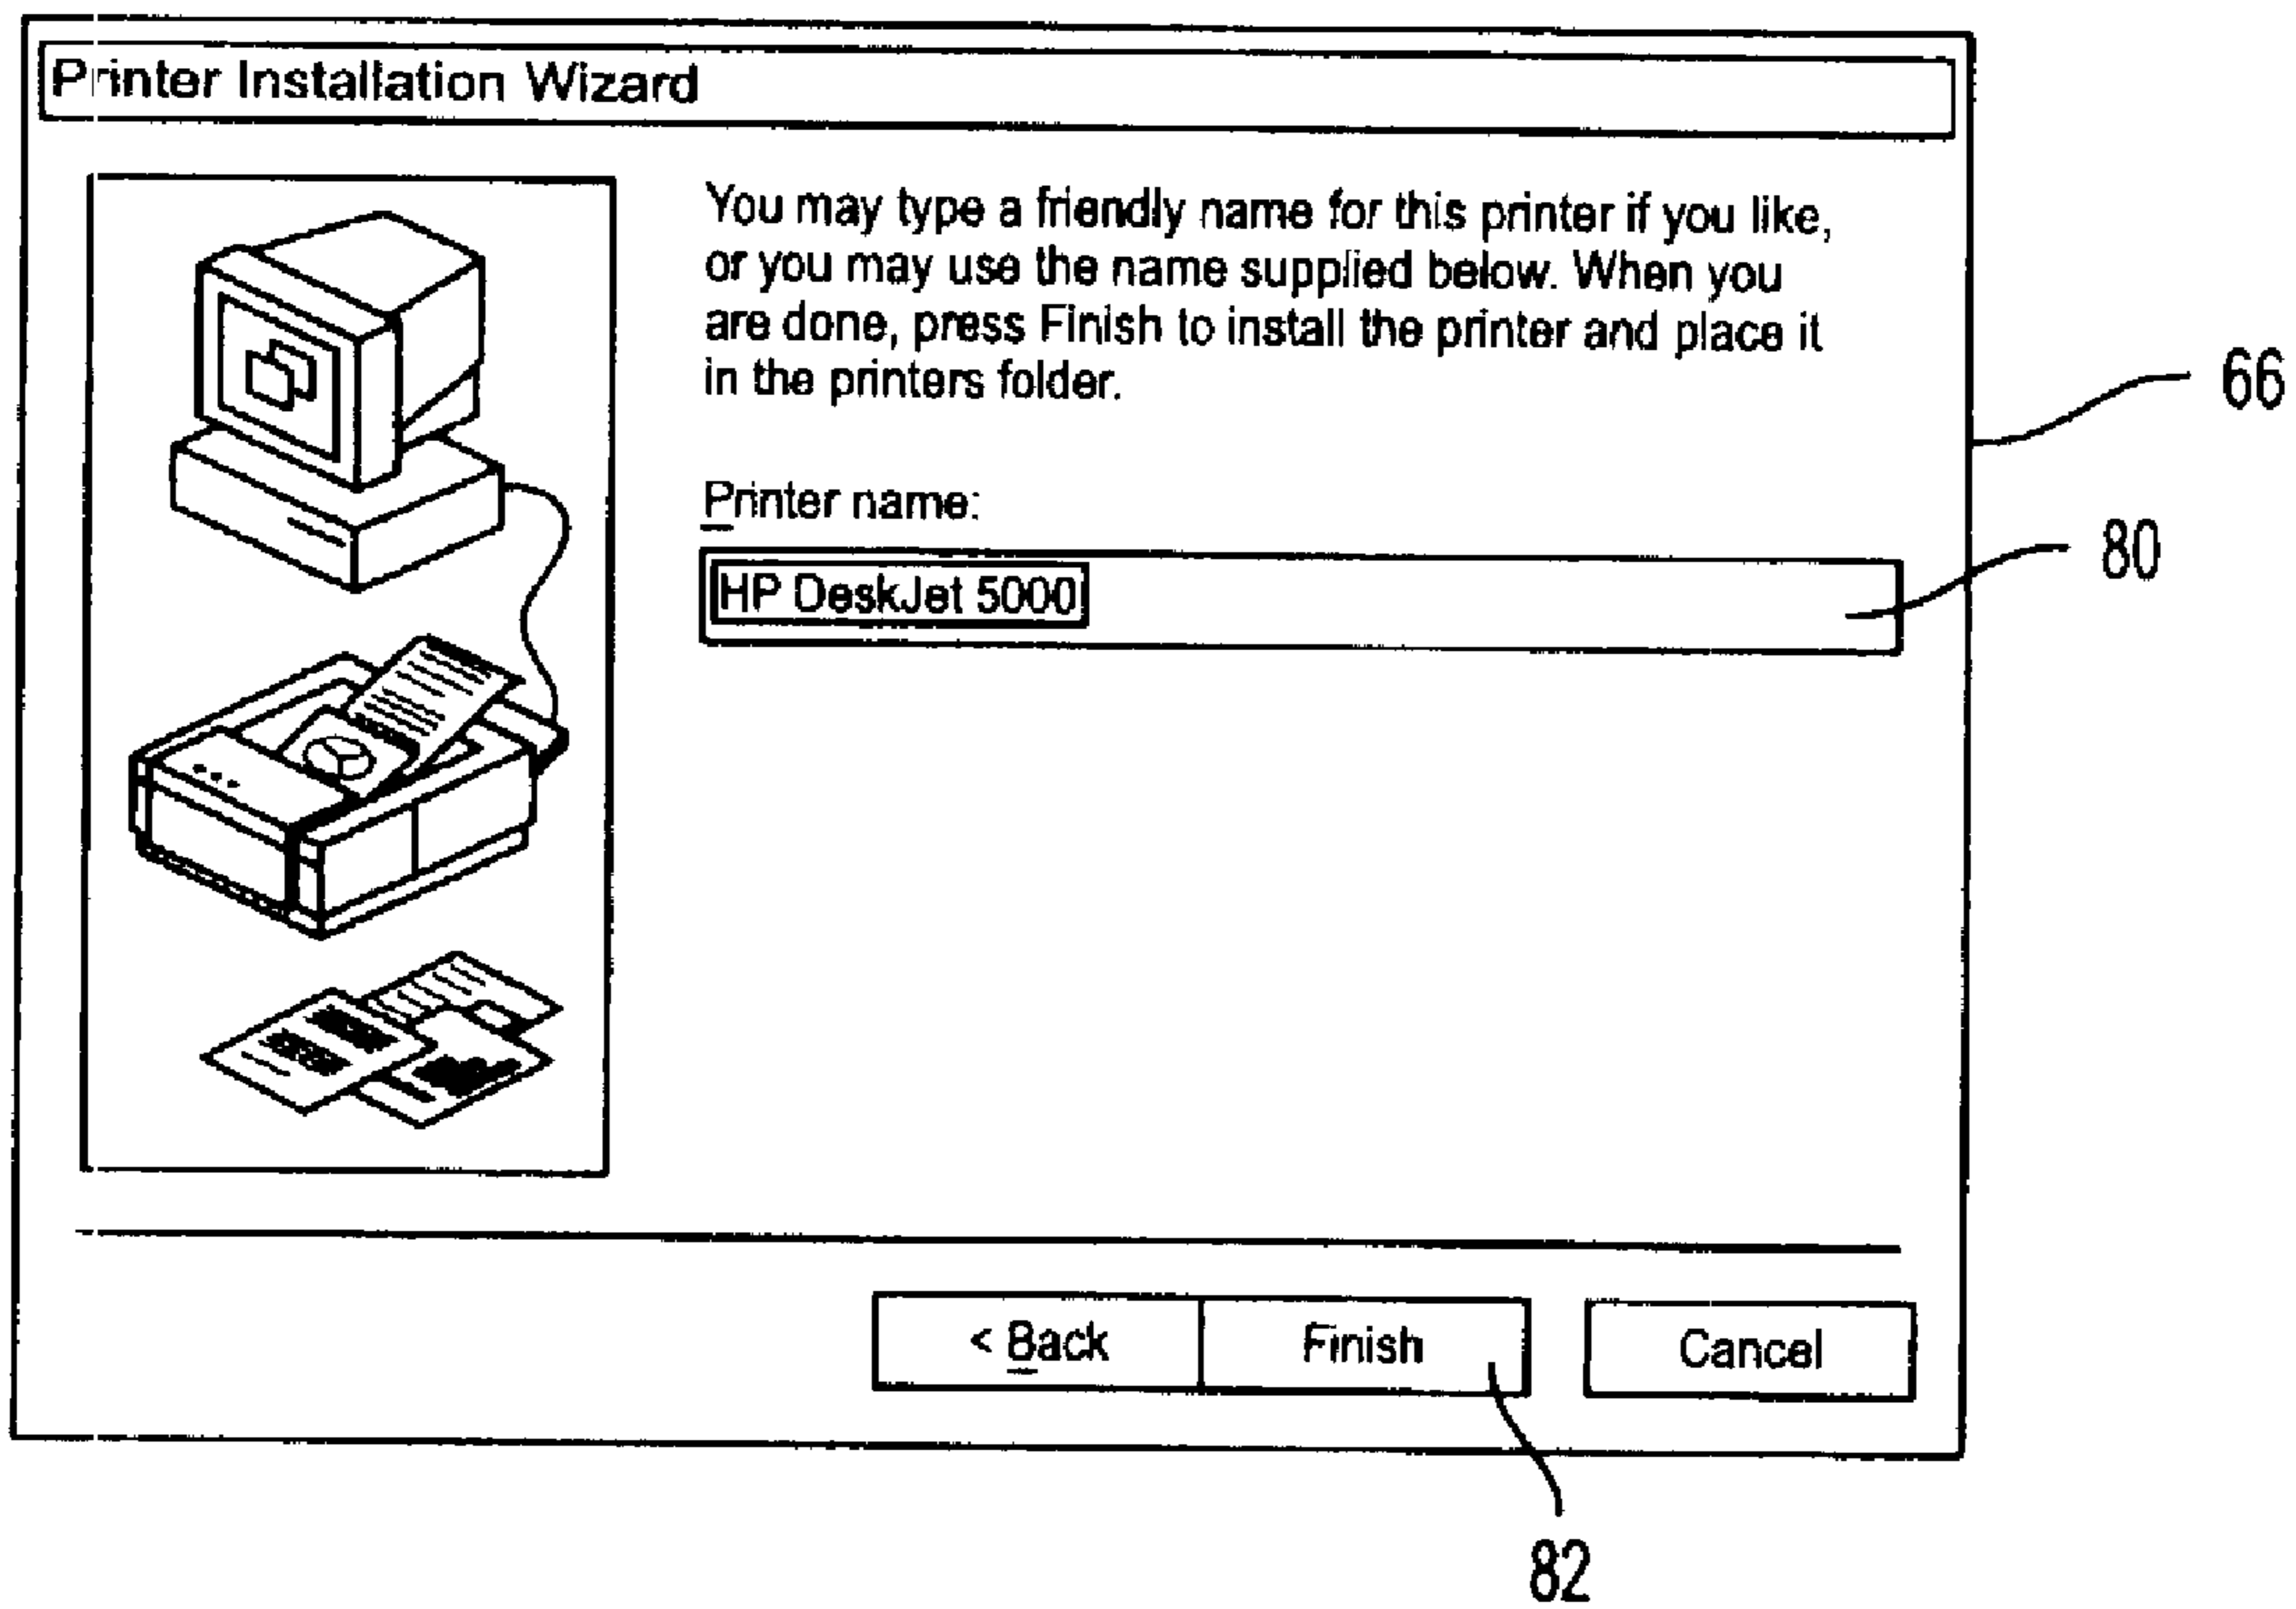 Printer Installation Wizard
You may type a friendly name for this printer if you like,
or you may use the name supplied below. When you
are done, press Finish to install the printer and place it
in the printers folder.
66
Printer name:
80
HP DeskJet 5000
< Back
Finish
Cancel
82